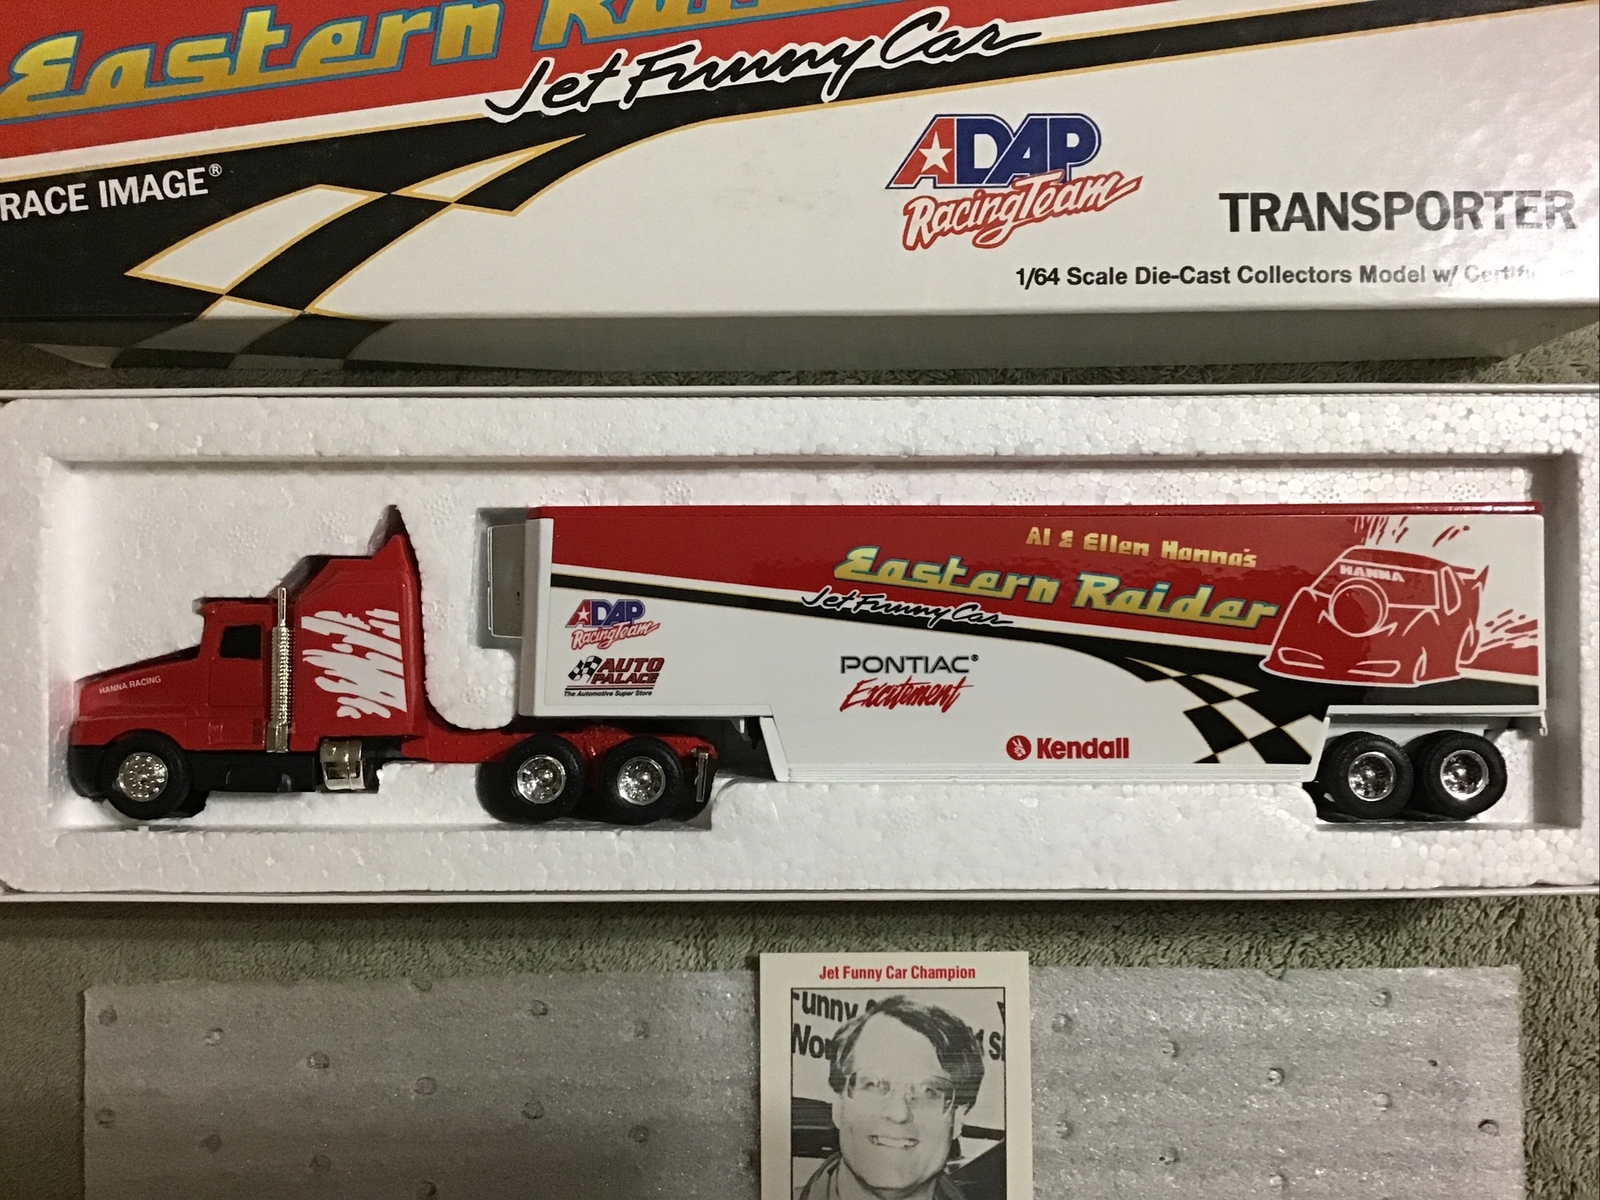 Eastern
Jet Funny Car
RACE IMAGE®
ADAP
Racing Team
TRANSPORTER
1/64 Scale Die-Cast Collectors Model w/
Al & Ellen Hanna's
Eastern Raider
Jet Funny Car
HANNA
ADAP
Racing Team
AUTO
PALACE
The Automotive Super Store
PONTIAC®
Excitement
Kendall
HANNA RACING
Jet Funny Car Champion